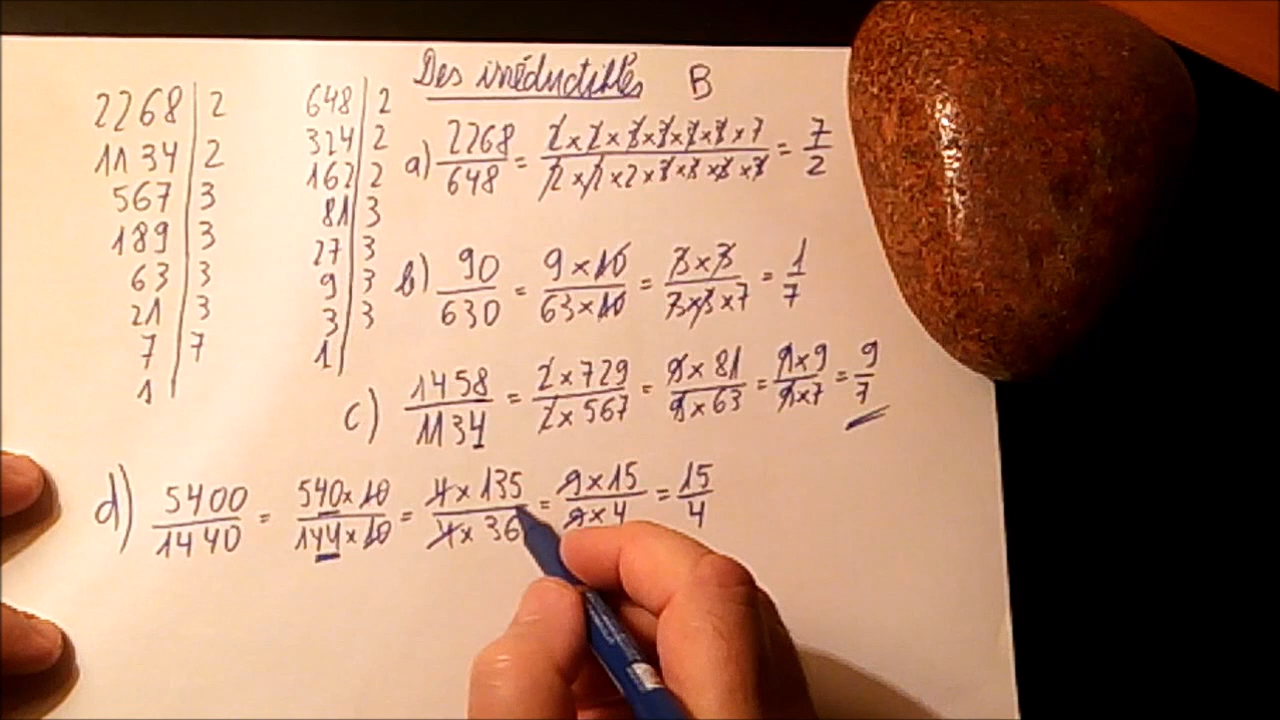 Des iréductibles B
2268 | 2
1134 | 2
567 | 3
189 | 3
63 | 3
21 | 3
7 | 7
1
648 | 2
324 | 2
162 | 2
81 | 3
27 | 3
9 | 3
3 | 3
1
a) 2268/648 = 2×2×3×3×3×3×7/2×2×2×3×3×3×3 = 7/2
b) 90/630 = 9×10/63×10 = 3×3/3×3×7 = 1/7
c) 1458/1134 = 2×729/2×567 = 9×81/9×63 = 9×9/9×7 = 9/7
d) 5400/1440 = 540×10/144×10 = 4×135/4×36 = 9×15/9×4 = 15/4